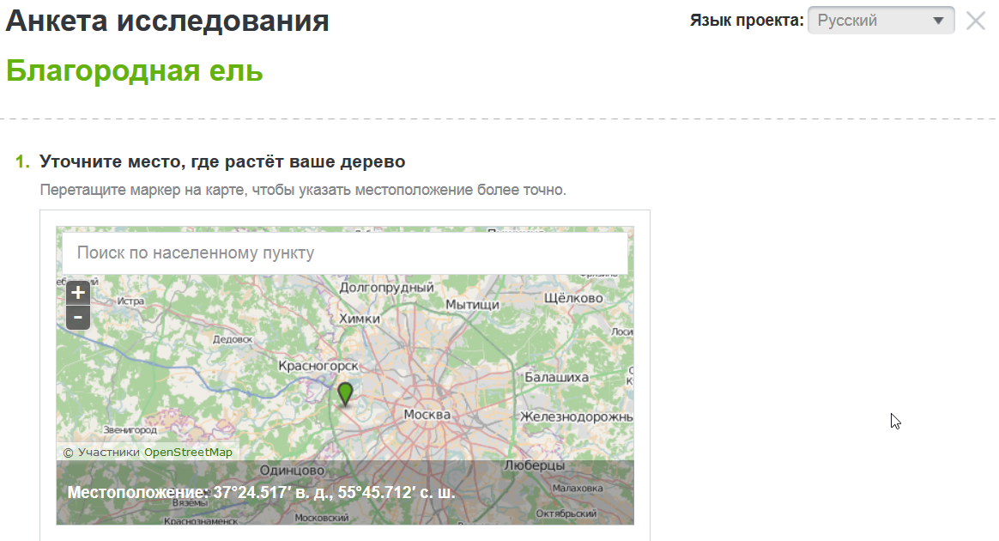 Анкета исследования
Язык проекта: Русский
Благородная ель
1. Уточните место, где растёт ваше дерево
Перетащите маркер на карте, чтобы указать местоположение более точно.
Поиск по населенному пункту
+
-
Долгопрудный
Мытищи
Щёлково
Истра
Химки
Дедовск
Красногорск
Балашиха
Москва
Железнодорожнь
Звенигород
© Участники OpenStreetMap
Одинцово
Люберцы
Местоположение: 37°24.517′ в. д., 55°45.712′ с. ш.
Малаховка
Вязёмы
Краснознаменск
Московский
Октябрьский